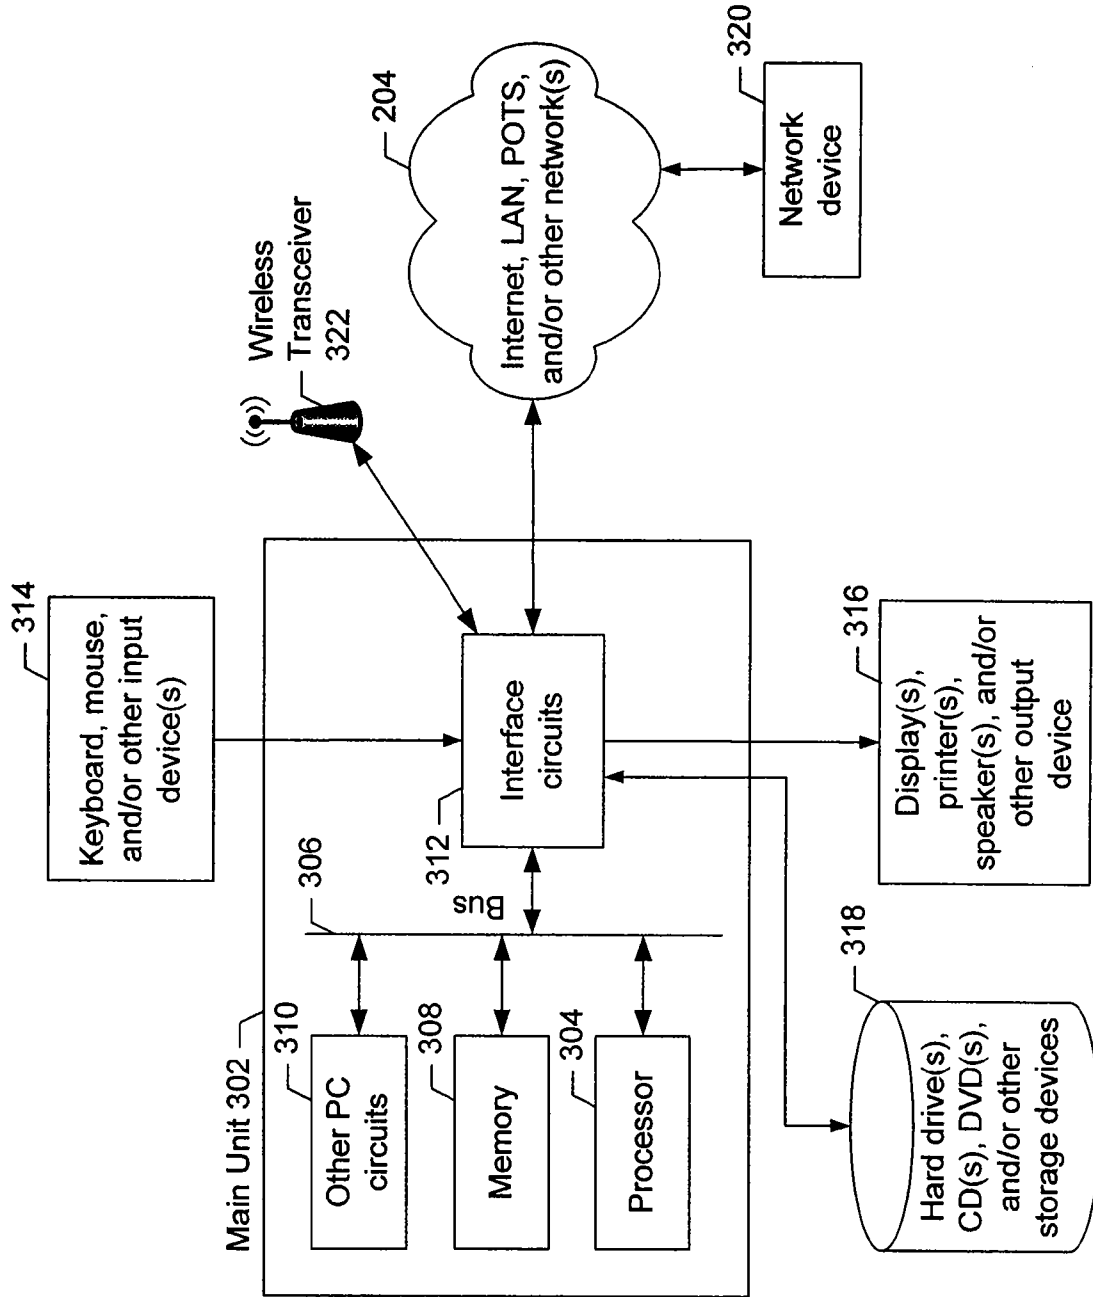 Main Unit 302
310
Other PC
circuits
308
Memory
304
Processor
306
Bus
312
Interface
circuits
314
Keyboard, mouse,
and/or other input
device(s)
Wireless
Transceiver
322
204
Internet, LAN, POTS,
and/or other network(s)
320
Network
device
316
Display(s),
printer(s),
speaker(s), and/or
other output
device
318
Hard drive(s),
CD(s), DVD(s),
and/or other
storage devices